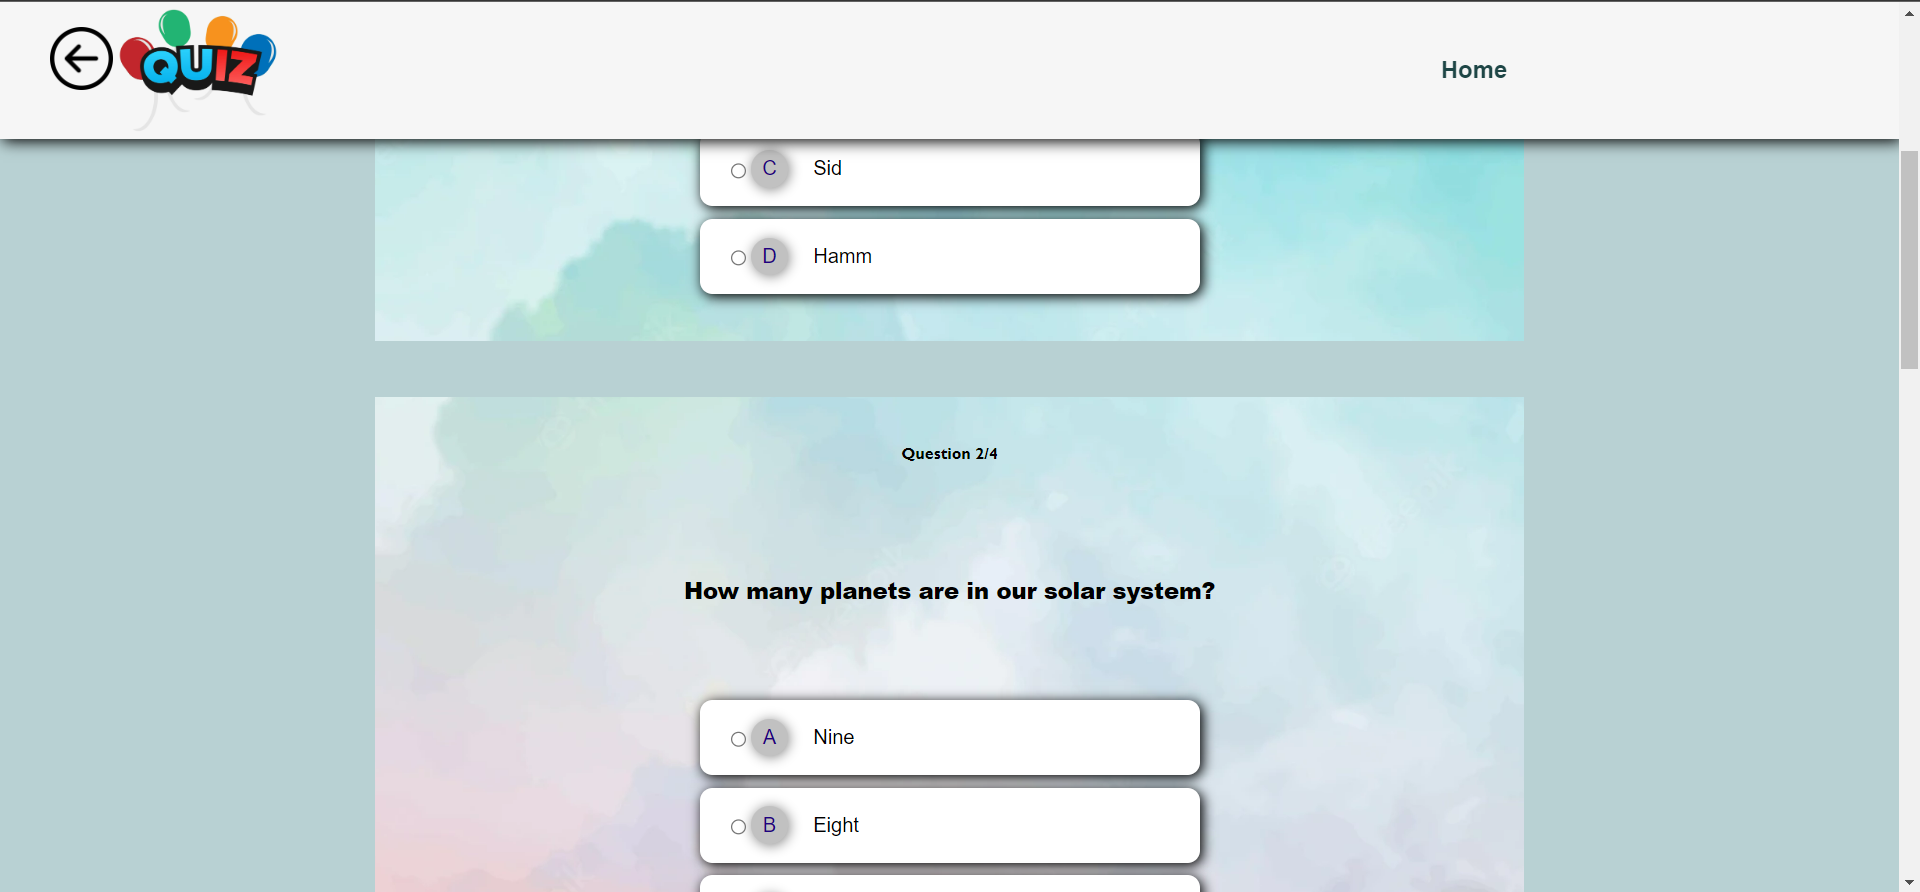 QUIZ
Home
C Sid
D Hamm
Question 2/4
How many planets are in our solar system?
A Nine
B Eight